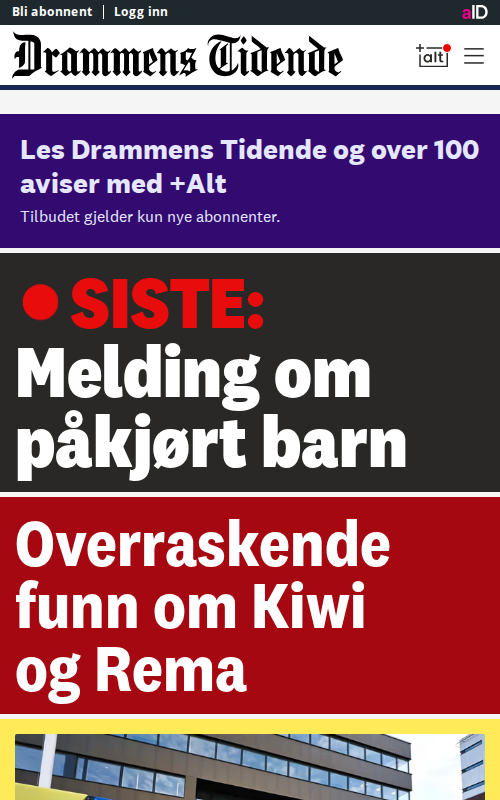 Bli abonnent | Logg inn
aID
Drammens Tidende
+alt
Les Drammens Tidende og over 100
aviser med +Alt
Tilbudet gjelder kun nye abonnenter.
SISTE:
Melding om
påkjørt barn
Overraskende
funn om Kiwi
og Rema